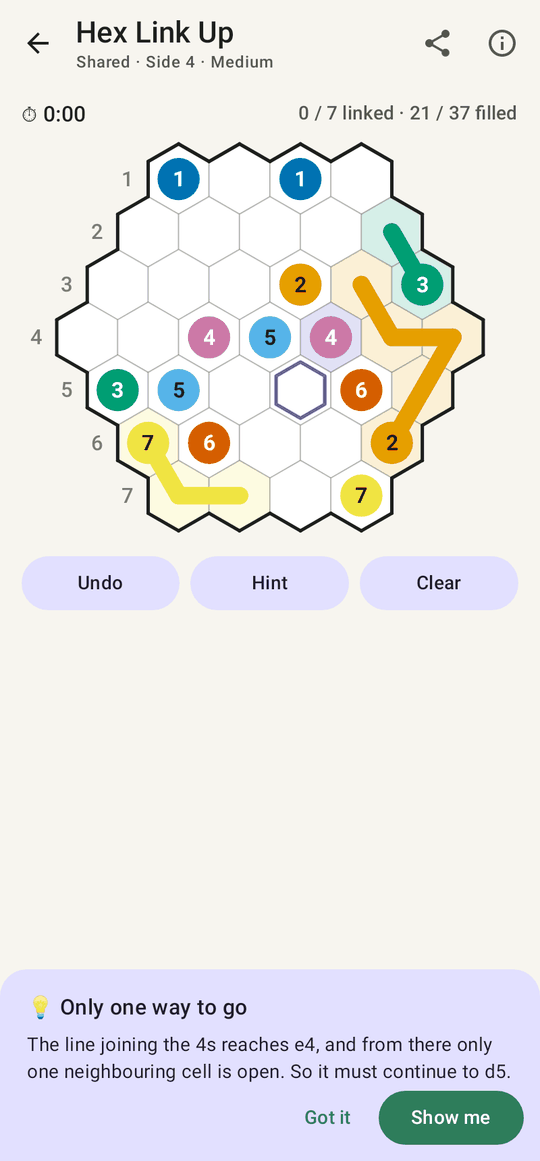 Hex Link Up
Shared · Side 4 · Medium
⏱ 0:00
0 / 7 linked · 21 / 37 filled
1 1 1
2
3 2 3
4 4 5 4
5 3 5 6
6 7 6 2
7 7
Undo Hint Clear
💡 Only one way to go
The line joining the 4s reaches e4, and from there only
one neighbouring cell is open. So it must continue to d5.
Got it Show me